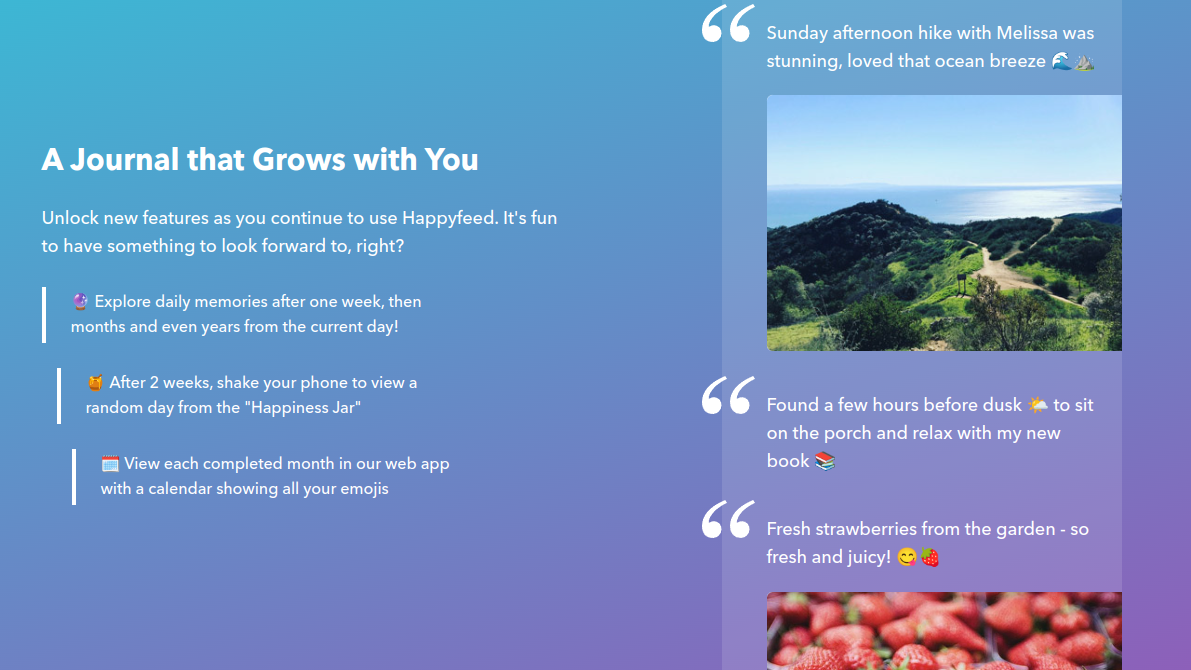 A Journal that Grows with You
Unlock new features as you continue to use Happyfeed. It's fun
to have something to look forward to, right?
🔮 Explore daily memories after one week, then
months and even years from the current day!
🍯 After 2 weeks, shake your phone to view a
random day from the "Happiness Jar"
🗓️ View each completed month in our web app
with a calendar showing all your emojis
“ Sunday afternoon hike with Melissa was
stunning, loved that ocean breeze 🌊⛰️
“ Found a few hours before dusk 🌤️ to sit
on the porch and relax with my new
book 📚
“ Fresh strawberries from the garden - so
fresh and juicy! 😋🍓